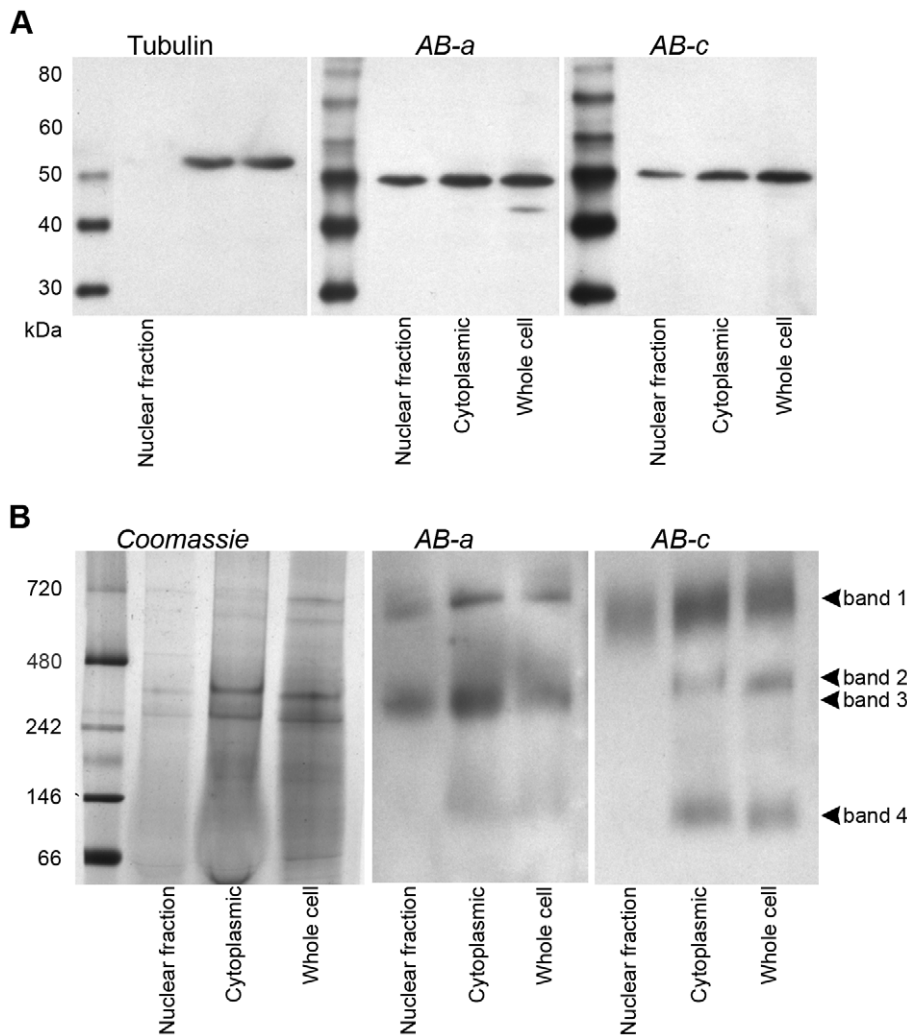 A
Tubulin AB-a AB-c
80
60
50
40
30
kDa
Nuclear fraction
Nuclear fraction
Cytoplasmic
Whole cell
Nuclear fraction
Cytoplasmic
Whole cell
B
Coomassie AB-a AB-c
720
480
242
146
66
band 1
band 2
band 3
band 4
Nuclear fraction
Cytoplasmic
Whole cell
Nuclear fraction
Cytoplasmic
Whole cell
Nuclear fraction
Cytoplasmic
Whole cell